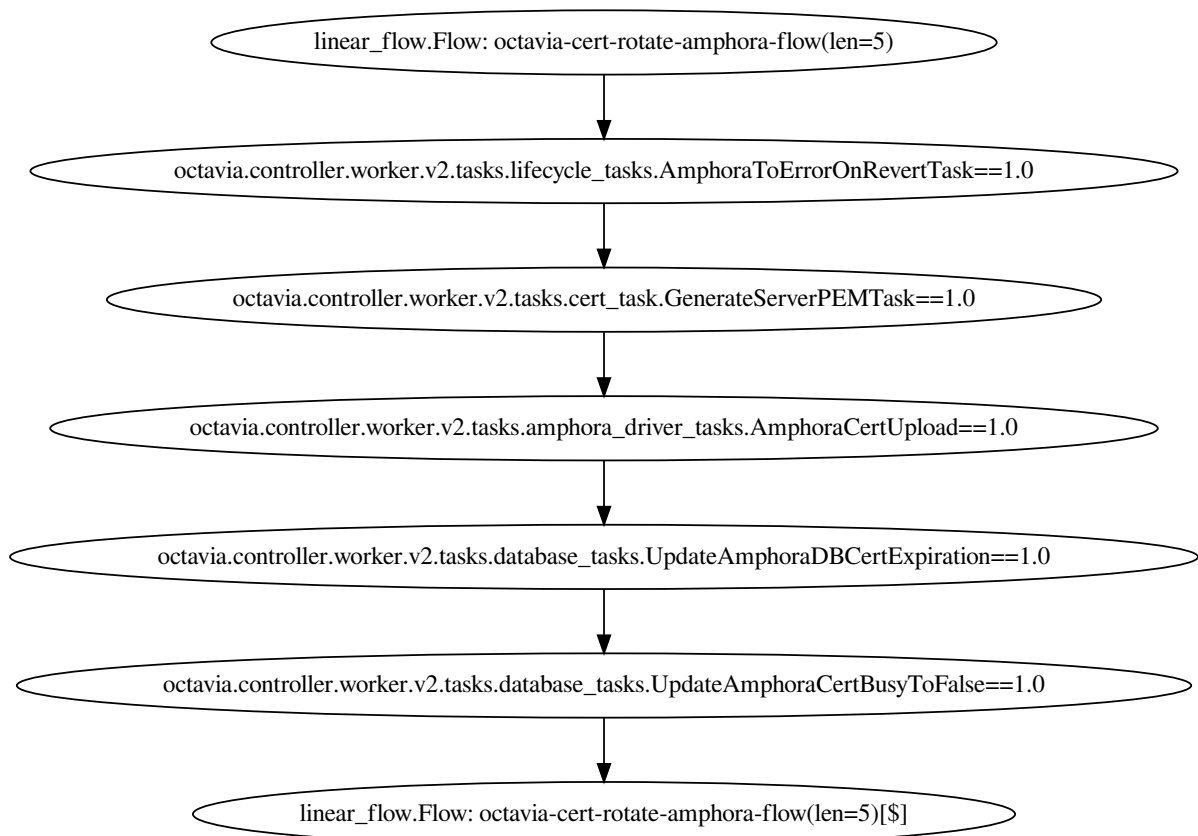 linear_flow.Flow: octavia-cert-rotate-amphora-flow(len=5)
octavia.controller.worker.v2.tasks.lifecycle_tasks.AmphoraToErrorOnRevertTask==1.0
octavia.controller.worker.v2.tasks.cert_task.GenerateServerPEMTask==1.0
octavia.controller.worker.v2.tasks.amphora_driver_tasks.AmphoraCertUpload==1.0
octavia.controller.worker.v2.tasks.database_tasks.UpdateAmphoraDBCertExpiration==1.0
octavia.controller.worker.v2.tasks.database_tasks.UpdateAmphoraCertBusyToFalse==1.0
linear_flow.Flow: octavia-cert-rotate-amphora-flow(len=5)[$]